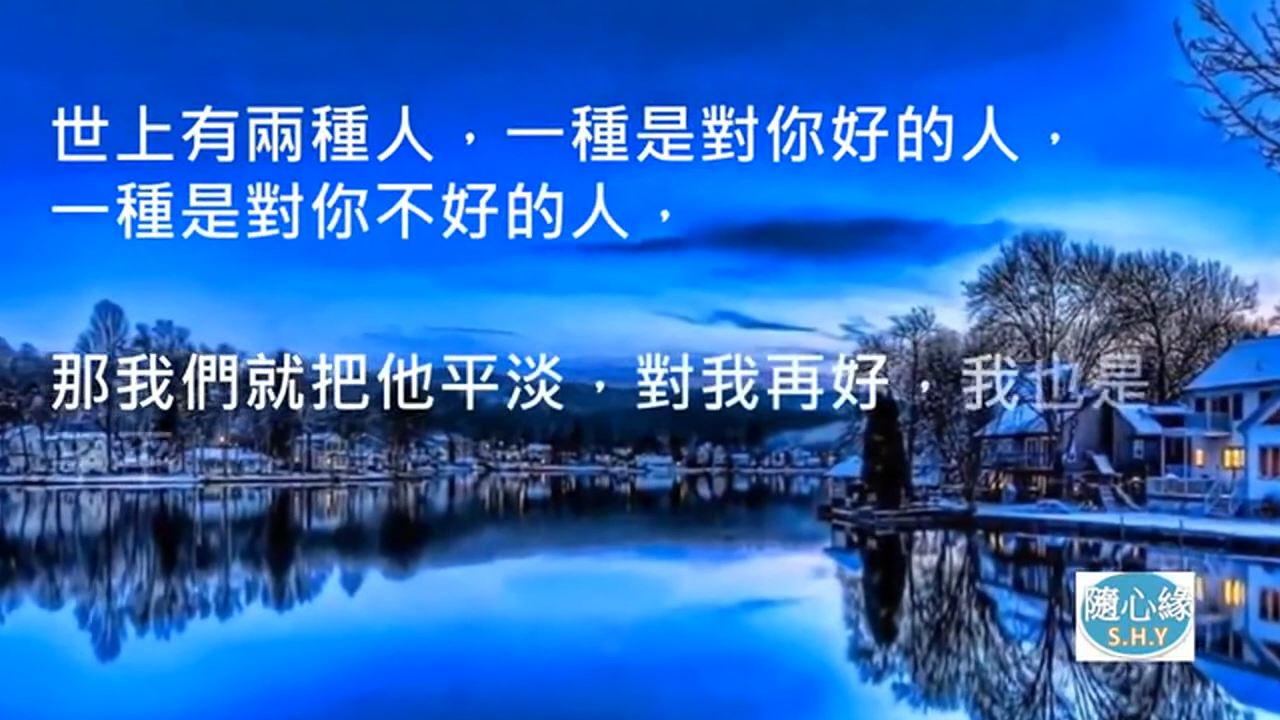 世上有兩種人，一種是對你好的人，
一種是對你不好的人，
那我們就把他平淡，對我再好，我也是
隨心緣
S.H.Y